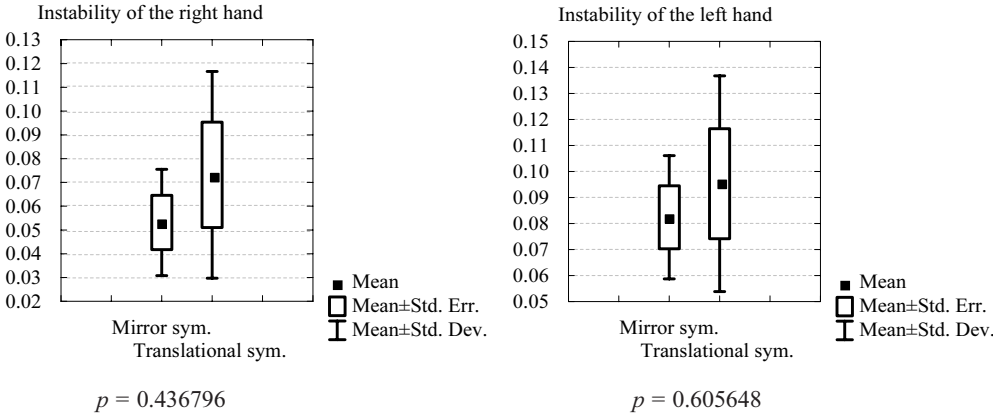 Instability of the right hand
0.13
0.12
0.11
0.10
0.09
0.08
0.07
0.06
0.05
0.04
0.03
0.02
Mirror sym.
Translational sym.
■ Mean
Mean±Std. Err.
Mean±Std. Dev.
p = 0.436796
Instability of the left hand
0.15
0.14
0.13
0.12
0.11
0.10
0.09
0.08
0.07
0.06
0.05
Mirror sym.
Translational sym.
■ Mean
Mean±Std. Err.
Mean±Std. Dev.
p = 0.605648